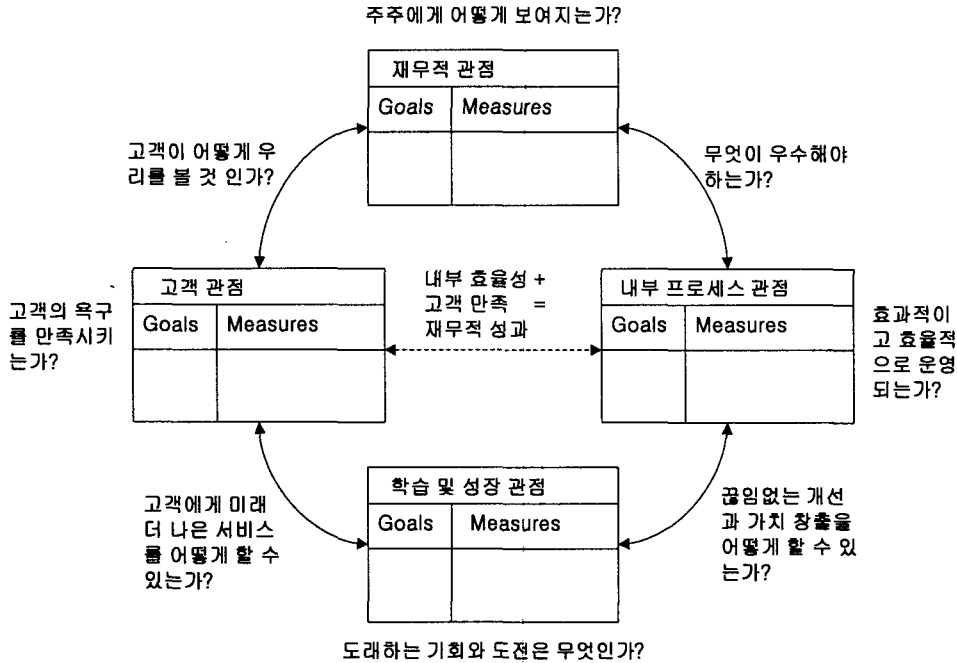 주주에게 어떻게 보여지는가?
재무적 관점
Goals Measures
고객이 어떻게 우
리를 볼 것 인가?
무엇이 우수해야
하는가?
고객 관점
Goals Measures
고객의 욕구
를 만족시키
는가?
내부 효율성 +
고객 만족 =
재무적 성과
내부 프로세스 관점
Goals Measures
효과적이
고 효율적
으로 운영
되는가?
고객에게 미래
더 나은 서비스
를 어떻게 할 수
있는가?
학습 및 성장 관점
Goals Measures
끊임없는 개선
과 가치 창출을
어떻게 할 수 있
는가?
도래하는 기회와 도전은 무엇인가?